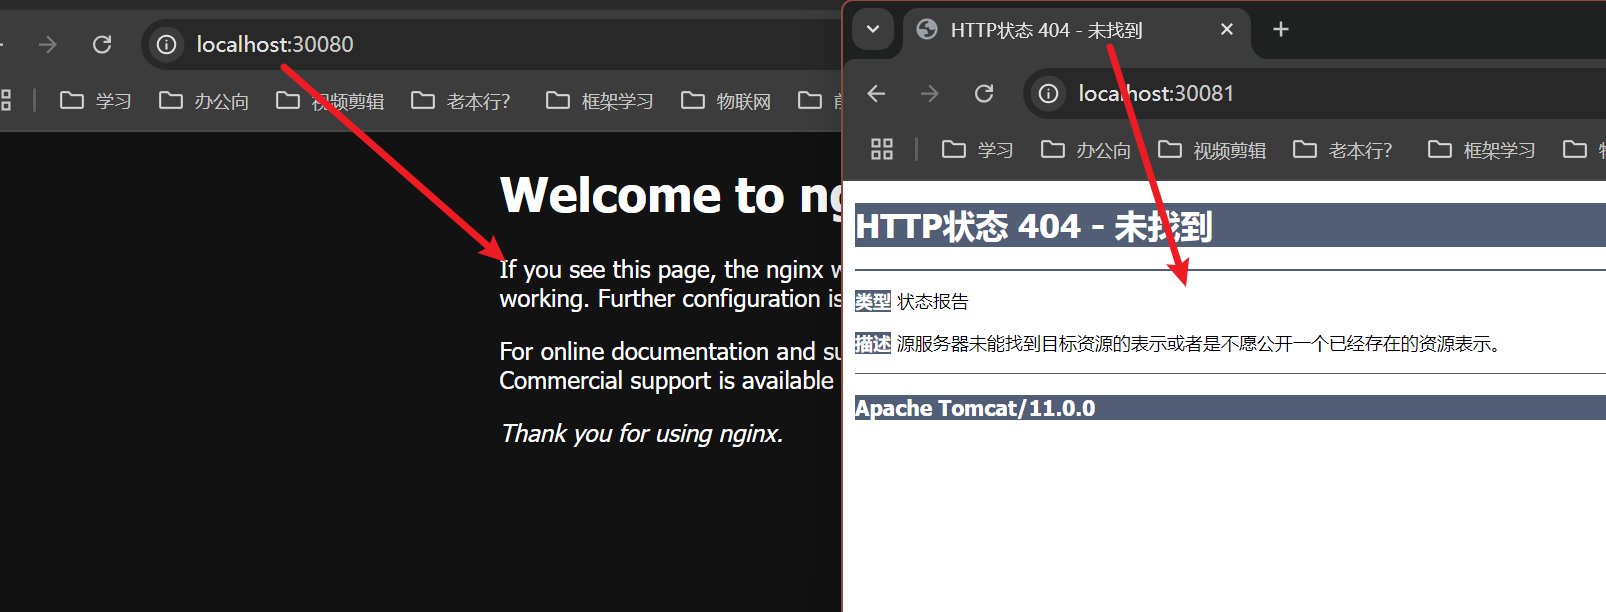 localhost:30080
学习 办公向 视频剪辑 老本行? 框架学习 物联网
Welcome to
If you see this page, the nginx
working. Further configuration is
For online documentation and
Commercial support is available
Thank you for using nginx.
HTTP状态 404 - 未找到
localhost:30081
学习 办公向 视频剪辑 老本行? 框架学习
HTTP状态 404 - 未找到
类型 状态报告
描述 源服务器未能找到目标资源的表示或者是不愿公开一个已经存在的资源表示。
Apache Tomcat/11.0.0